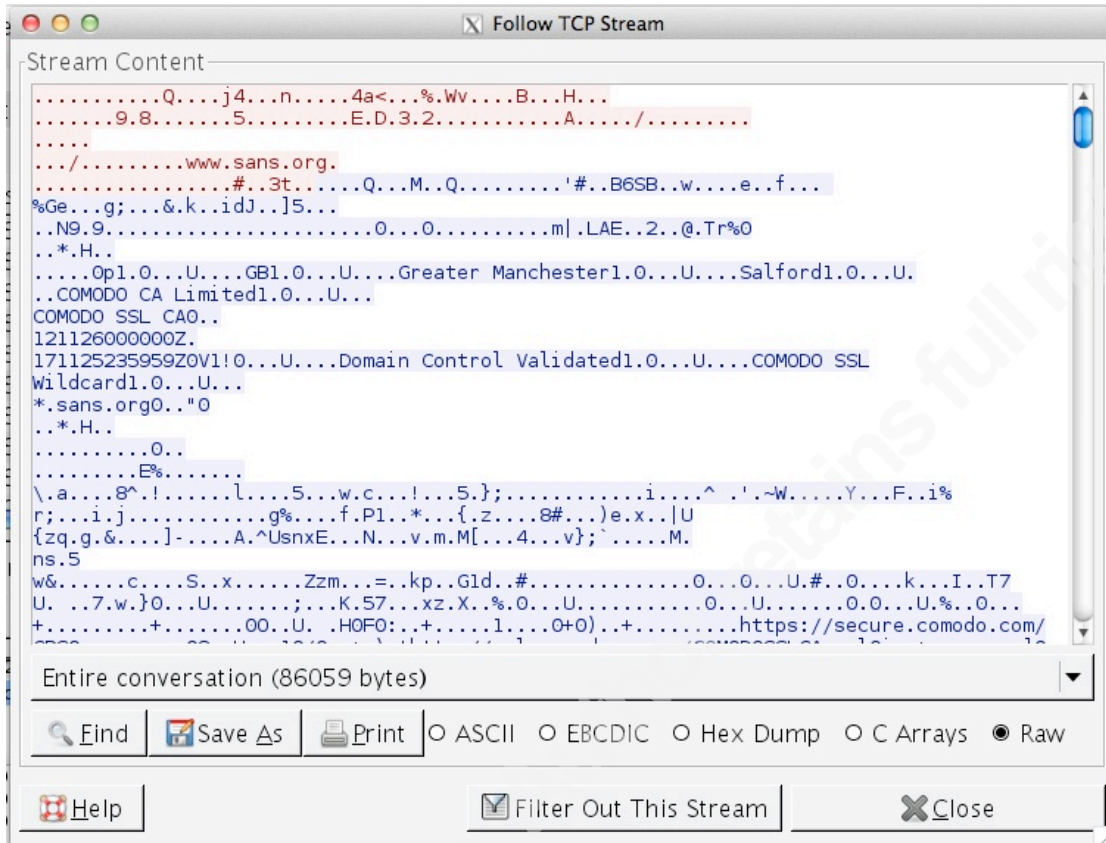 Follow TCP Stream
Stream Content
...........Q....j4...n.....4a<...%.Wv....B...H...
.......9.8.......5.........E.D.3.2...........A...../.........
.....
.../.........www.sans.org.
.................#..3t.......Q...M..Q.........'#..B6SB..w....e..f...
%Ge...g;...&.k..idJ..]5...
..N9.9.......................0...0..........m|.LAE..2..@.Tr%0
..*.H..
.....0p1.0...U....GB1.0...U....Greater Manchester1.0...U....Salford1.0...U.
..COMODO CA Limited1.0...U...
COMODO SSL CA0..
121126000000Z.
171125235959Z0V1!0...U....Domain Control Validated1.0...U....COMODO SSL
Wildcard1.0...U...
*.sans.org0.."0
..*.H..
..........0..
.........E%.......
\.a....8^.!......l....5...w.c...!...5.};............i....^ .'.~W.....Y...F..i%
r;...i.j............g%....f.P1..*...{.z....8#...)e.x..|U
{zq.g.&....]-....A.^UsnxE...N...v.m.M[...4...v};`.....M.
ns.5
w&......c....S..x......Zzm...=..kp..G1d..#...............0...0...U.#..0....k...I..T7
U. ..7.w.}0...U.......;...K.57...xz.X..%.0...U...........0...U.......0.0...U.%..0...
+.........+.......00..U. .H0F0:..+.....1....0+0)..+.........https://secure.comodo.com/
Entire conversation (86059 bytes)
Find Save As Print ASCII EBCDIC Hex Dump C Arrays Raw
Help Filter Out This Stream Close
retains full